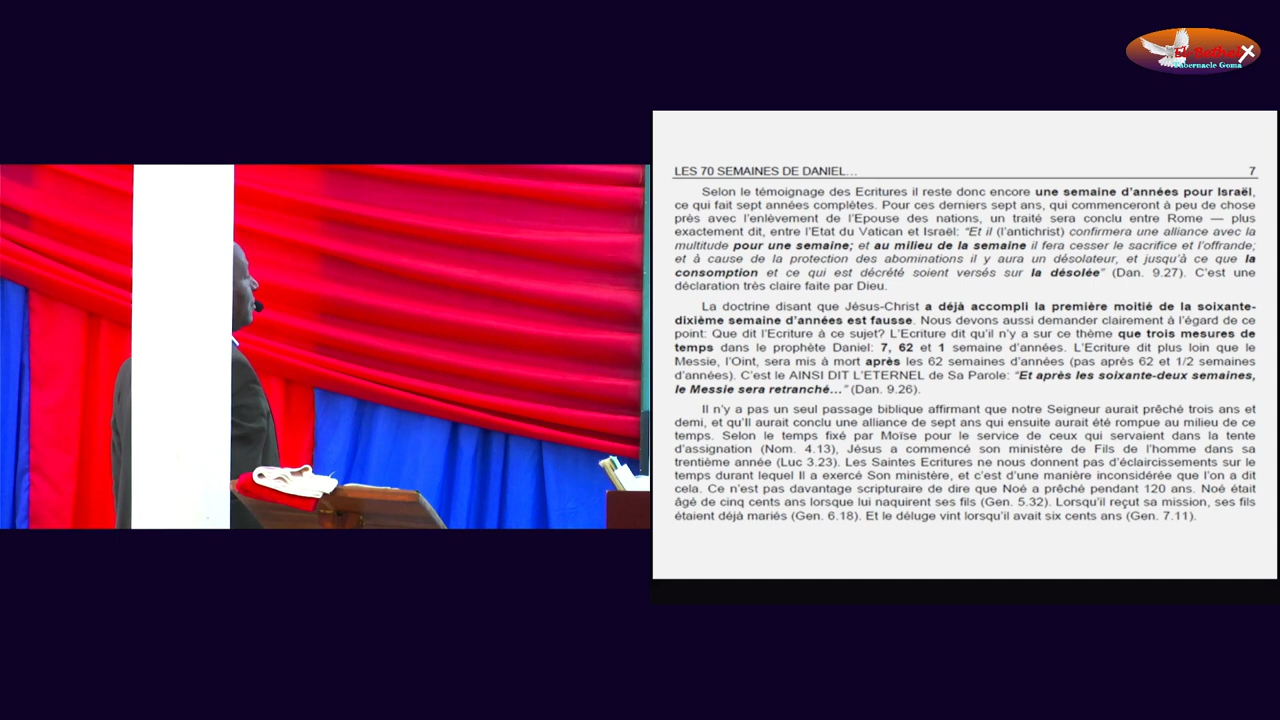 El-Bethel
Tabernacle Goma
LES 70 SEMAINES DE DANIEL… 7
Selon le témoignage des Ecritures il reste donc encore une semaine d’années pour Israël,
ce qui fait sept années complètes. Pour ces derniers sept ans, qui commenceront à peu de chose
près avec l’enlèvement de l’Epouse des nations, un traité sera conclu entre Rome — plus
exactement dit, entre l’Etat du Vatican et Israël: “Et il (l’antichrist) confirmera une alliance avec la
multitude pour une semaine; et au milieu de la semaine il fera cesser le sacrifice et l’offrande;
et à cause de la protection des abominations il y aura un désolateur, et jusqu’à ce que la
consomption et ce qui est décrété soient versés sur la désolée” (Dan. 9.27). C’est une
déclaration très claire faite par Dieu.
La doctrine disant que Jésus-Christ a déjà accompli la première moitié de la soixante-
dixième semaine d’années est fausse. Nous devons aussi demander clairement à l’égard de ce
point: Que dit l’Ecriture à ce sujet? L’Ecriture dit qu’il n’y a sur ce thème que trois mesures de
temps dans le prophète Daniel: 7, 62 et 1 semaine d’années. L’Ecriture dit plus loin que le
Messie, l’Oint, sera mis à mort après les 62 semaines d’années (pas après 62 et 1/2 semaines
d’années). C’est le AINSI DIT L’ETERNEL de Sa Parole: “Et après les soixante-deux semaines,
le Messie sera retranché…” (Dan. 9.26).
Il n’y a pas un seul passage biblique affirmant que notre Seigneur aurait prêché trois ans et
demi, et qu’Il aurait conclu une alliance de sept ans qui ensuite aurait été rompue au milieu de ce
temps. Selon le temps fixé par Moïse pour le service de ceux qui servaient dans la tente
d’assignation (Nom. 4.13), Jésus a commencé son ministère de Fils de l’homme dans sa
trentième année (Luc 3.23). Les Saintes Ecritures ne nous donnent pas d’éclaircissements sur le
temps durant lequel Il a exercé Son ministère, et c’est d’une manière inconsidérée que l’on a dit
cela. Ce n’est pas davantage scripturaire de dire que Noé a prêché pendant 120 ans. Noé était
âgé de cinq cents ans lorsque lui naquirent ses fils (Gen. 5.32). Lorsqu’il reçut sa mission, ses fils
étaient déjà mariés (Gen. 6.18). Et le déluge vint lorsqu’il avait six cents ans (Gen. 7.11).